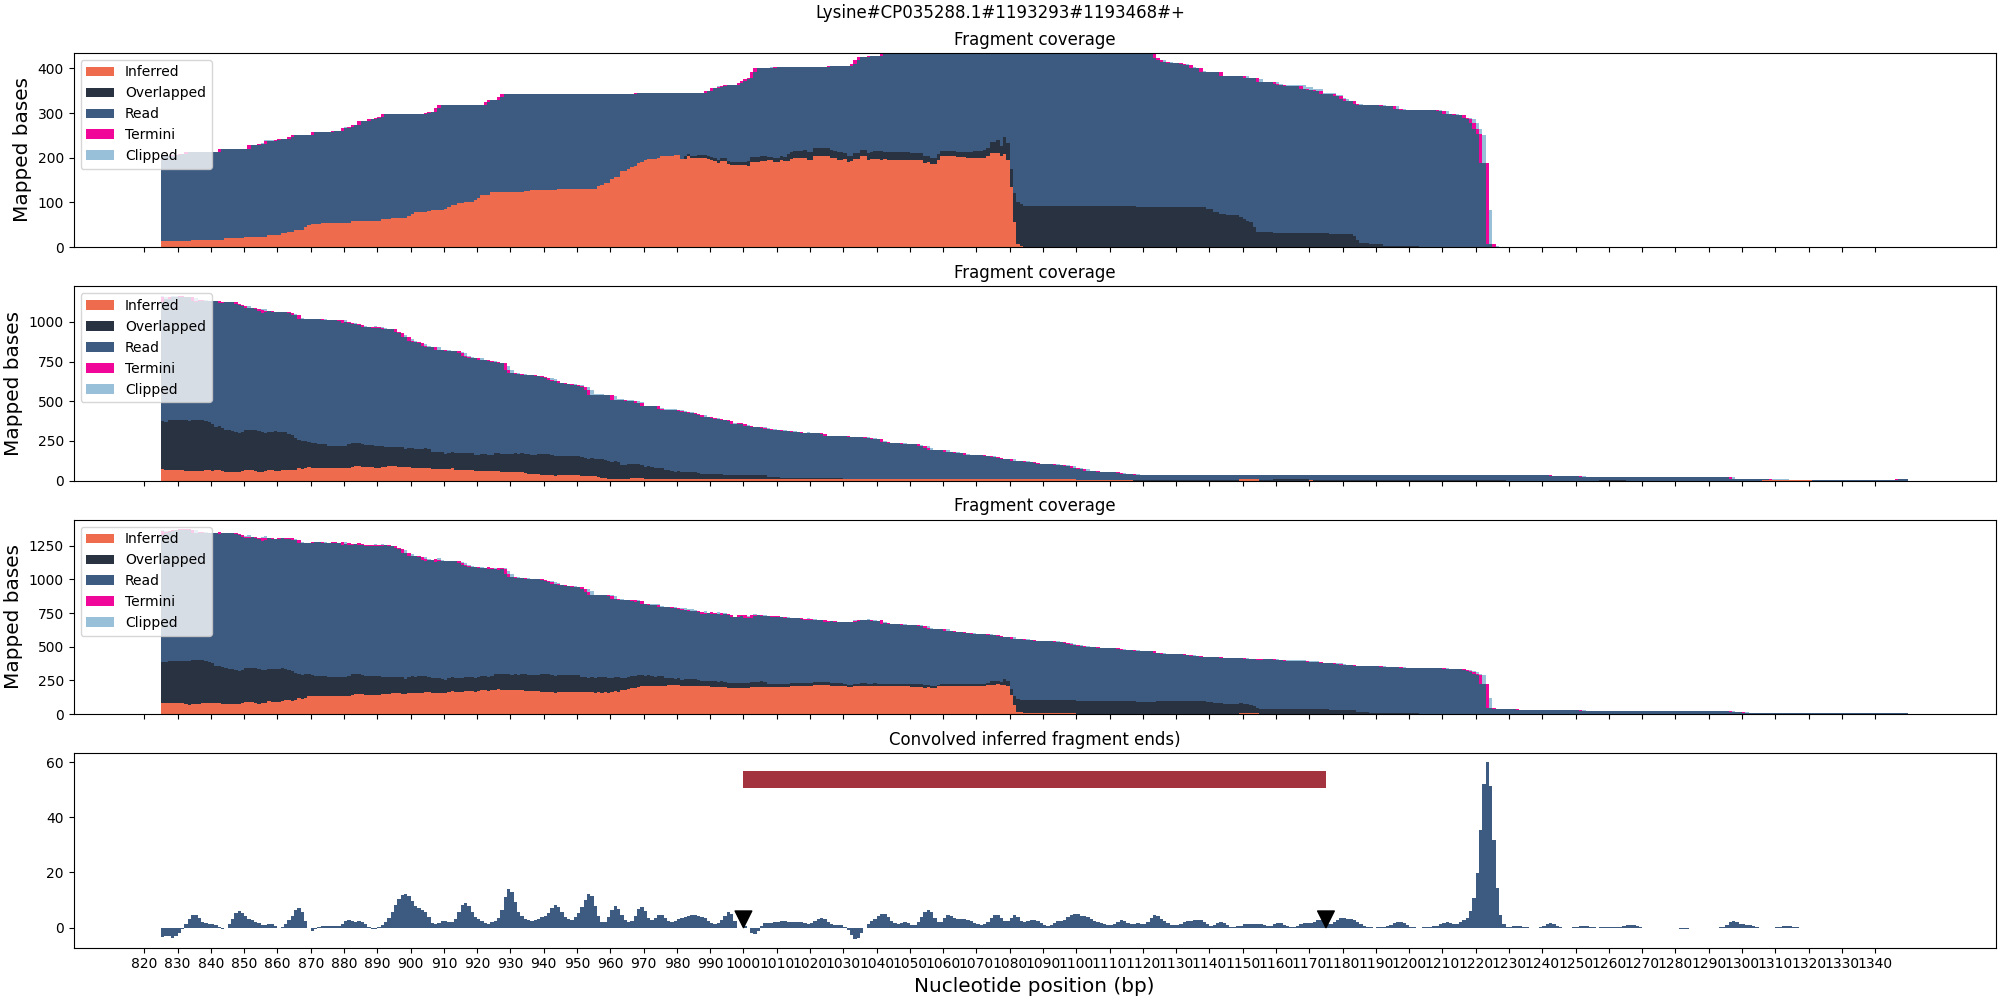 Lysine#CP035288.1#1193293#1193468#+
Fragment coverage
Mapped bases
400
300
200
100
0
Inferred
Overlapped
Read
Termini
Clipped
Fragment coverage
Mapped bases
1000
750
500
250
0
Inferred
Overlapped
Read
Termini
Clipped
Fragment coverage
Mapped bases
1250
1000
750
500
250
0
Inferred
Overlapped
Read
Termini
Clipped
Convolved inferred fragment ends)
60
40
20
0
820 830 840 850 860 870 880 890 900 910 920 930 940 950 960 970 980 990 1000 1010 1020 1030 1040 1050 1060 1070 1080 1090 1100 1110 1120 1130 1140 1150 1160 1170 1180 1190 1200 1210 1220 1230 1240 1250 1260 1270 1280 1290 1300 1310 1320 1330 1340
Nucleotide position (bp)